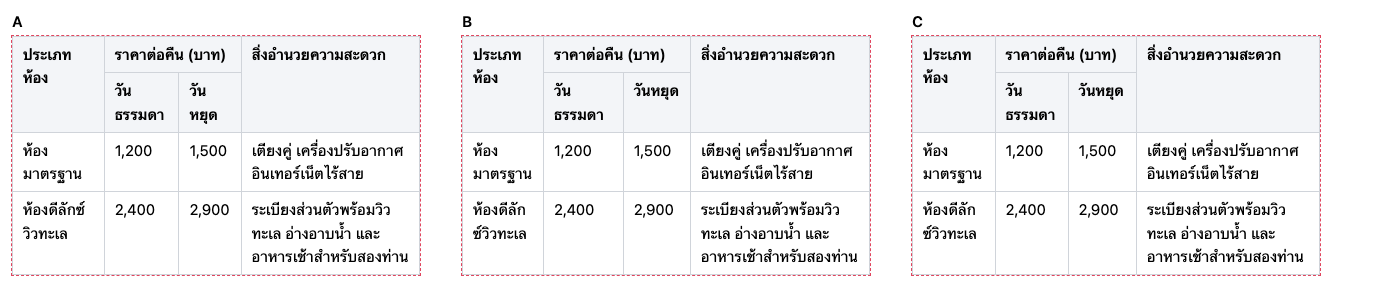 A
ประเภท
ห้อง
ราคาต่อคืน (บาท)
สิ่งอำนวยความสะดวก
วัน
ธรรมดา
วัน
หยุด
ห้อง
มาตรฐาน
1,200
1,500
เตียงคู่ เครื่องปรับอากาศ
อินเทอร์เน็ตไร้สาย
ห้องดีลักซ์
วิวทะเล
2,400
2,900
ระเบียงส่วนตัวพร้อมวิว
ทะเล อ่างอาบน้ำ และ
อาหารเช้าสำหรับสองท่าน
B
ประเภท
ห้อง
ราคาต่อคืน (บาท)
สิ่งอำนวยความสะดวก
วัน
ธรรมดา
วันหยุด
ห้อง
มาตรฐาน
1,200
1,500
เตียงคู่ เครื่องปรับอากาศ
อินเทอร์เน็ตไร้สาย
ห้องดีลัก
ซ์วิวทะเล
2,400
2,900
ระเบียงส่วนตัวพร้อมวิว
ทะเล อ่างอาบน้ำ และ
อาหารเช้าสำหรับสองท่าน
C
ประเภท
ห้อง
ราคาต่อคืน (บาท)
สิ่งอำนวยความสะดวก
วัน
ธรรมดา
วันหยุด
ห้อง
มาตรฐาน
1,200
1,500
เตียงคู่ เครื่องปรับอากาศ
อินเทอร์เน็ตไร้สาย
ห้องดีลัก
ซ์วิวทะเล
2,400
2,900
ระเบียงส่วนตัวพร้อมวิว
ทะเล อ่างอาบน้ำ และ
อาหารเช้าสำหรับสองท่าน